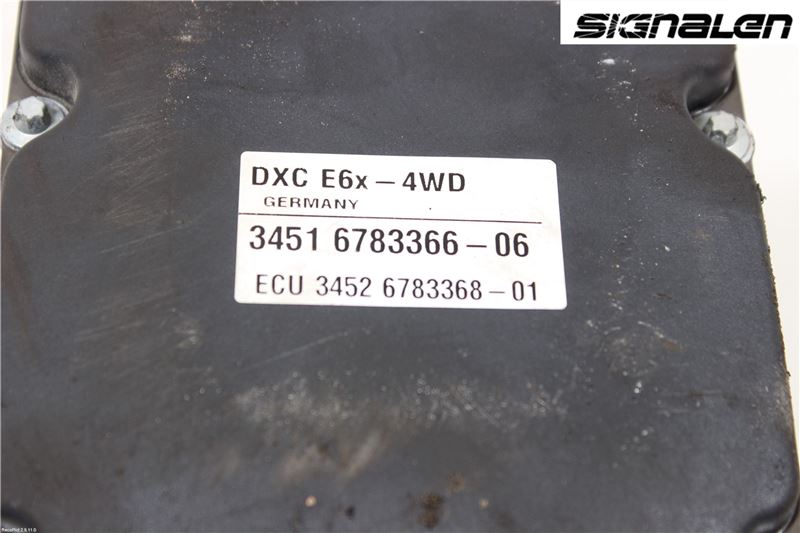 SIGNALEN
DXC E6x – 4WD
GERMANY
3451 6783366 – 06
ECU 3452 6783368 – 01